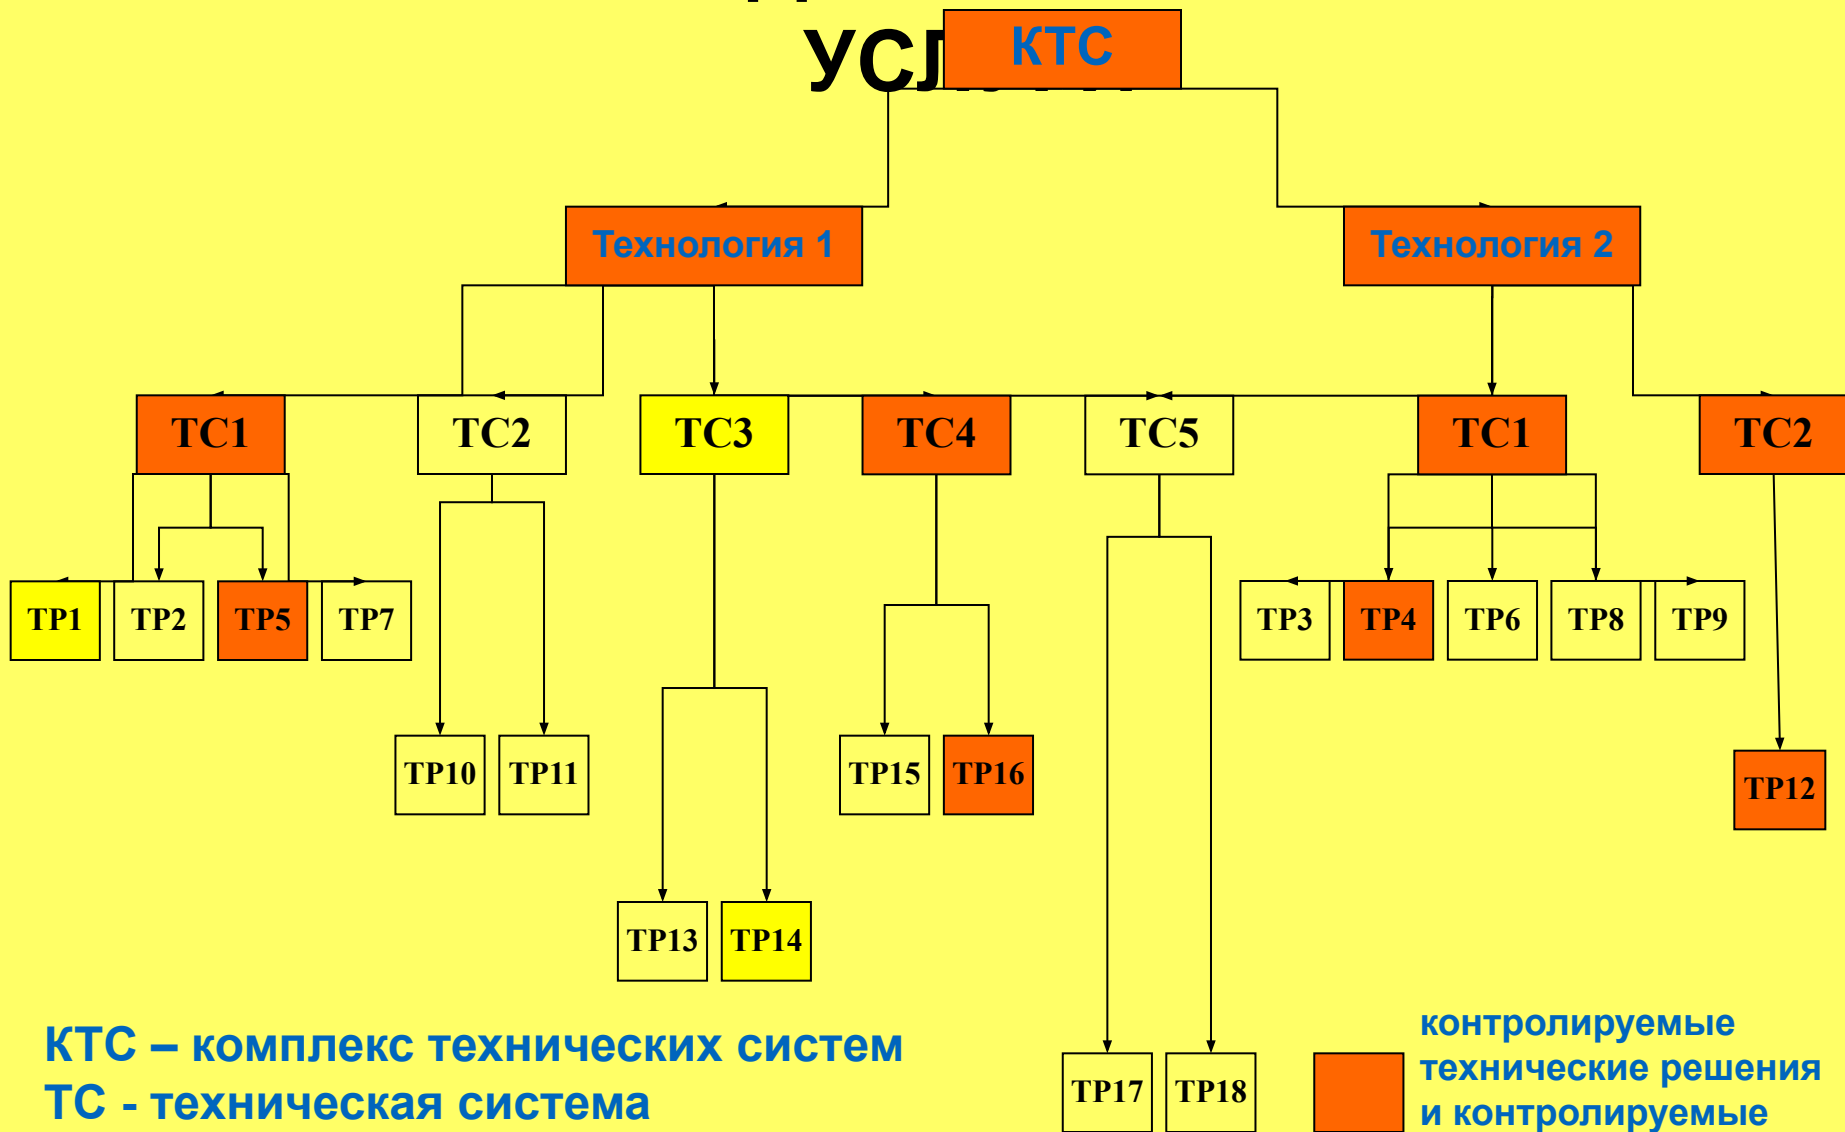 КТС
Технология 1
Технология 2
ТС1
ТС2
ТС3
ТС4
ТС5
ТС1
ТС2
ТР1
ТР2
ТР5
ТР7
ТР3
ТР4
ТР6
ТР8
ТР9
ТР10
ТР11
ТР15
ТР16
ТР12
ТР13
ТР14
ТР17
ТР18
КТС – комплекс технических систем
ТС - техническая система
контролируемые
технические решения
и контролируемые